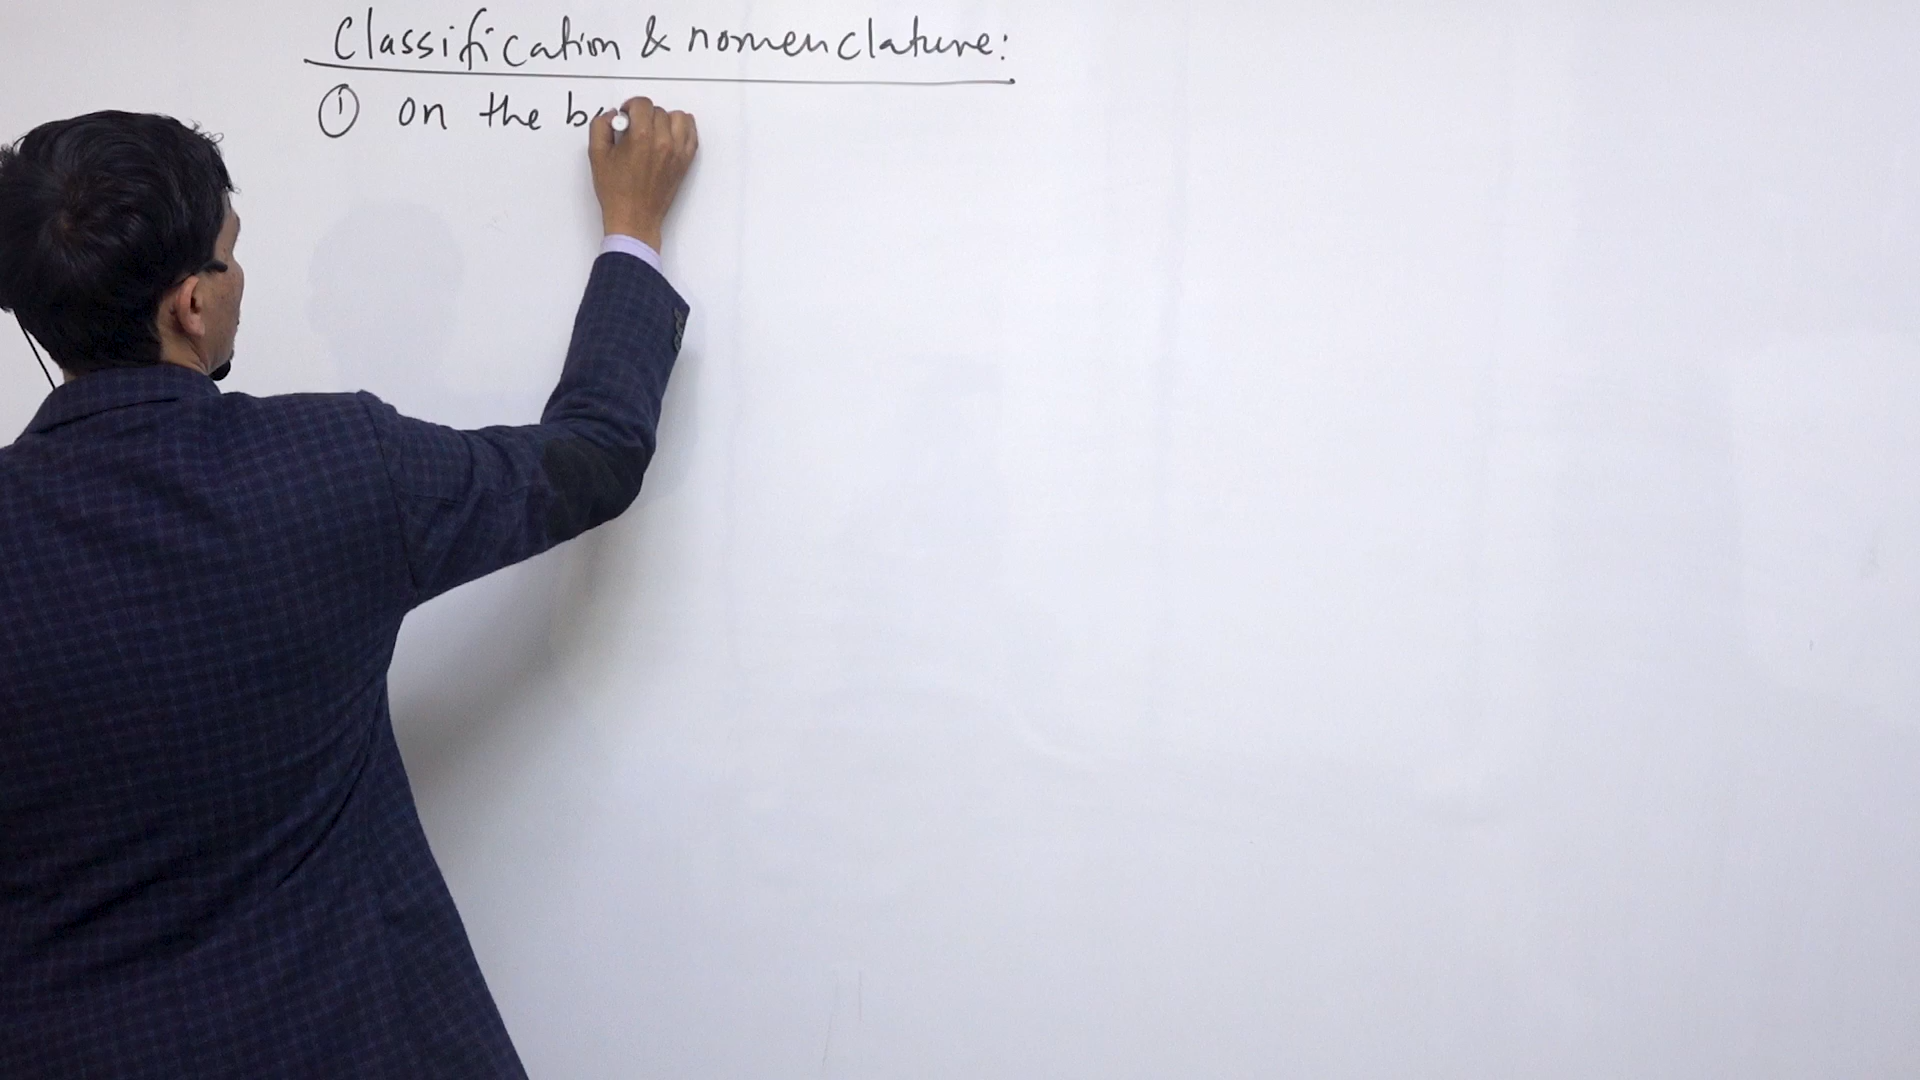 Classification & nomenclature:
① on the